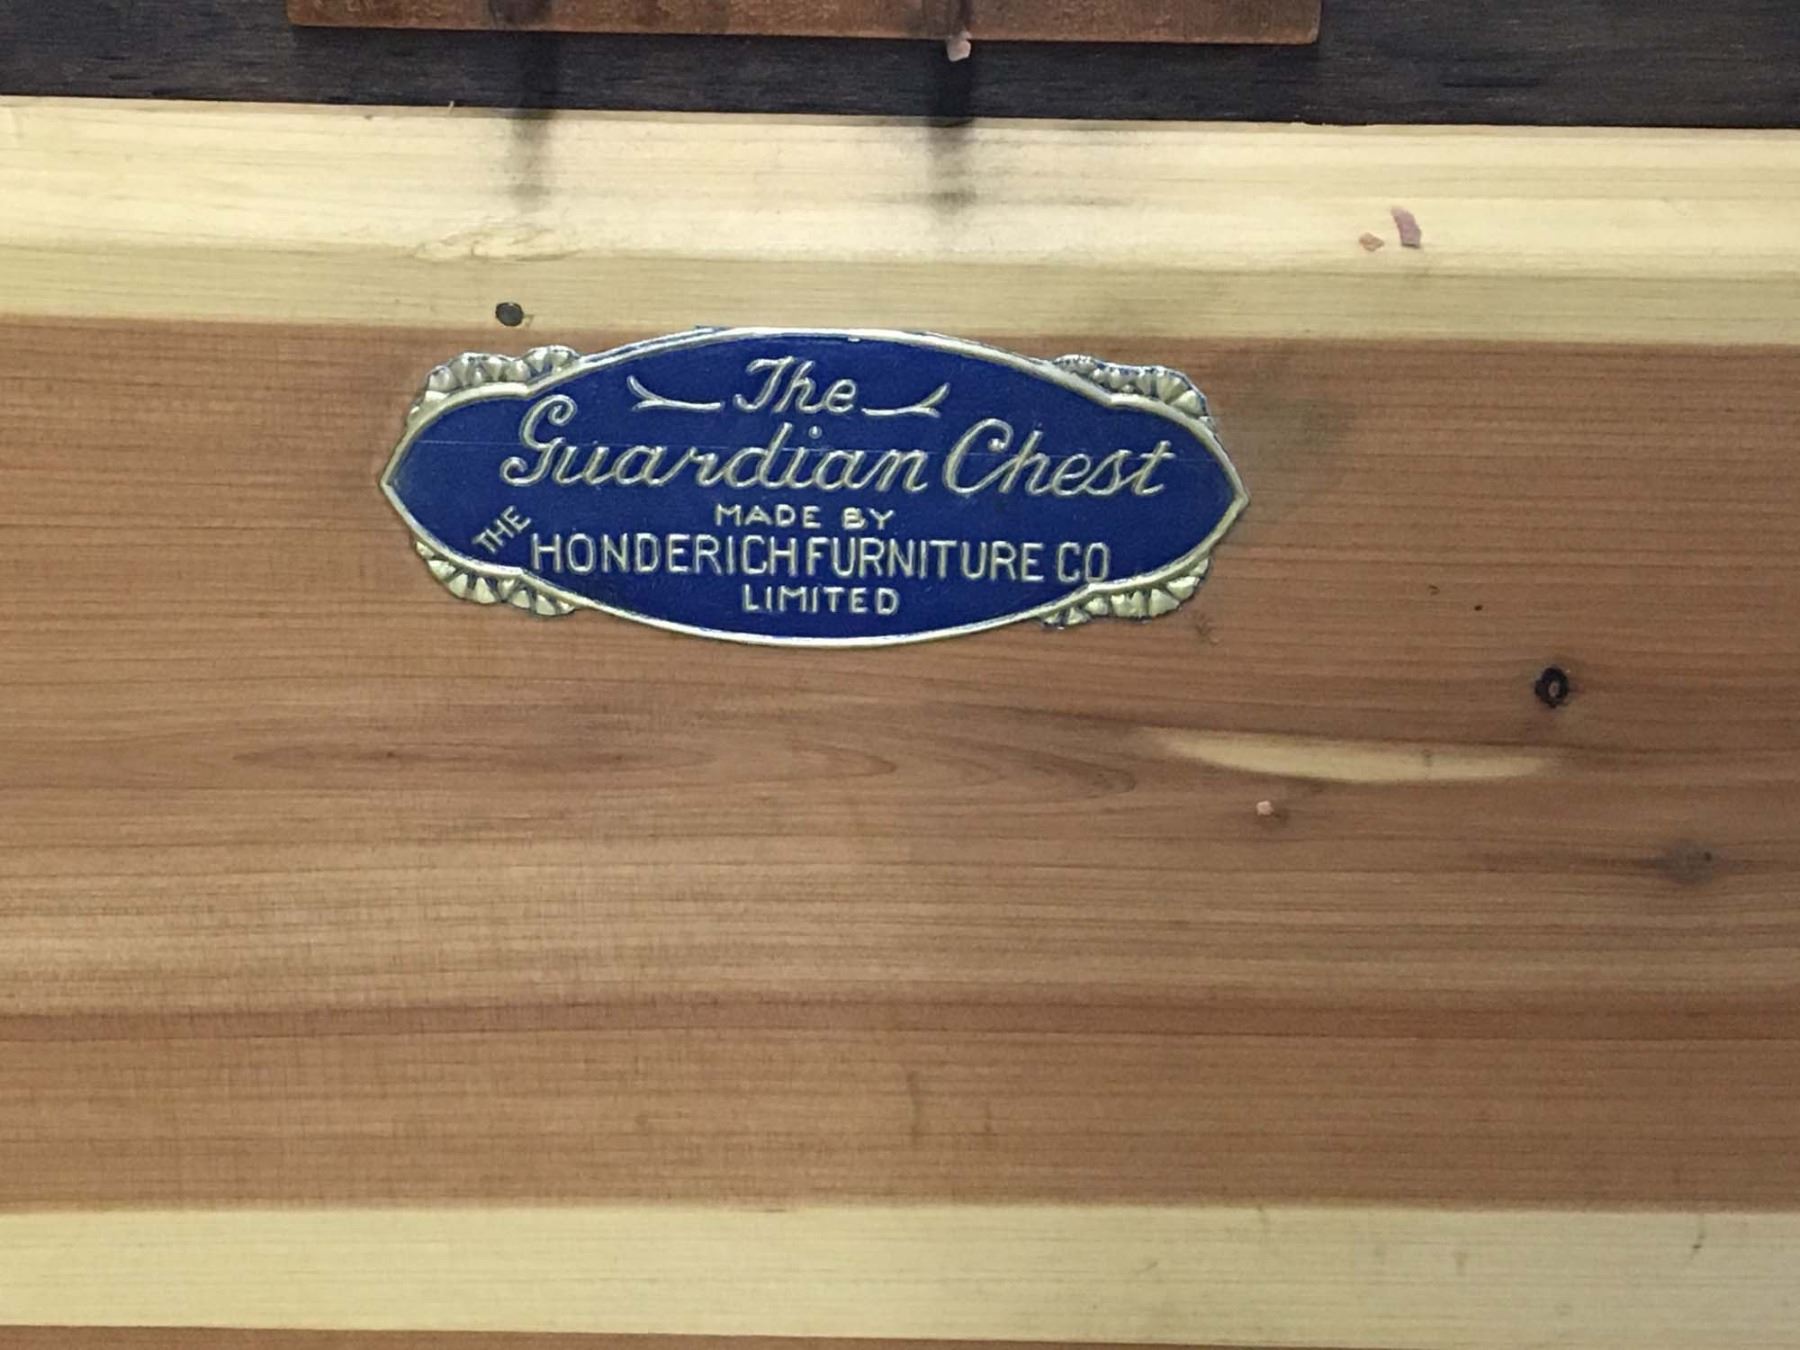 The
Guardian Chest
MADE BY
THE HONDERICH FURNITURE CO
LIMITED